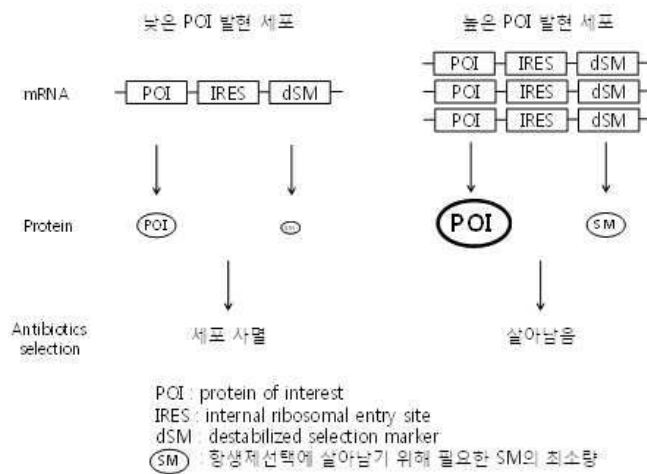 낮은 POI 발현 세포
높은 POI 발현 세포
mRNA
POI IRES dSM
POI IRES dSM
POI IRES dSM
POI IRES dSM
Protein
POI
POI
SM
Antibiotics
selection
세포 사멸
살아남음
POI : protein of interest
IRES : internal ribosomal entry site
dSM : destabilized selection marker
SM : 항생제선택에 살아남기 위해 필요한 SM의 최소량